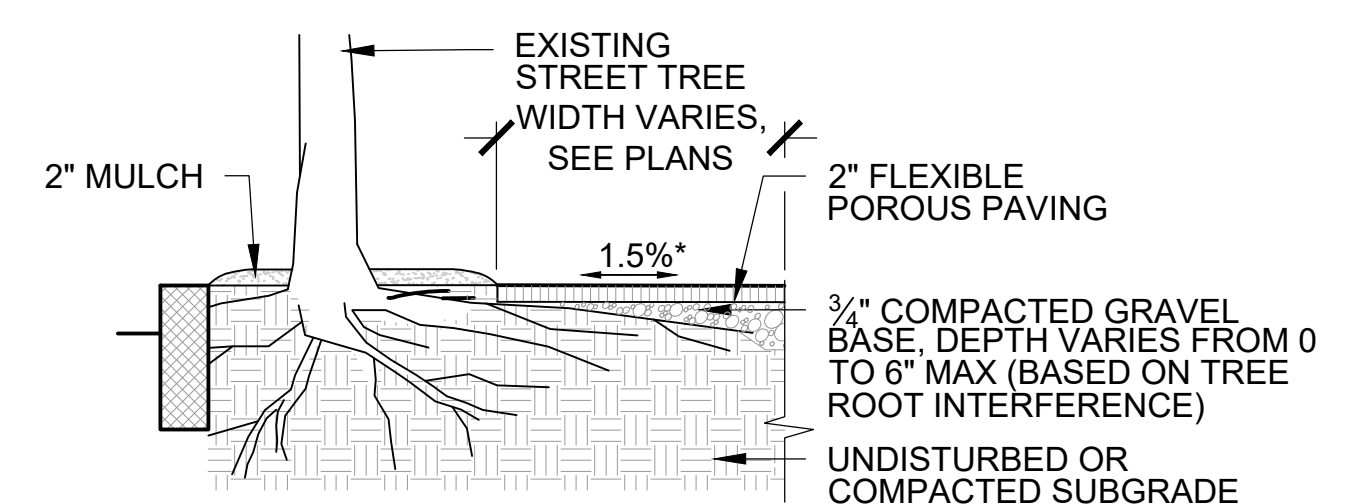 EXISTING
STREET TREE
WIDTH VARIES,
SEE PLANS
2" MULCH
2" FLEXIBLE
POROUS PAVING
1.5%*
¾" COMPACTED GRAVEL
BASE, DEPTH VARIES FROM 0
TO 6" MAX (BASED ON TREE
ROOT INTERFERENCE)
UNDISTURBED OR
COMPACTED SUBGRADE